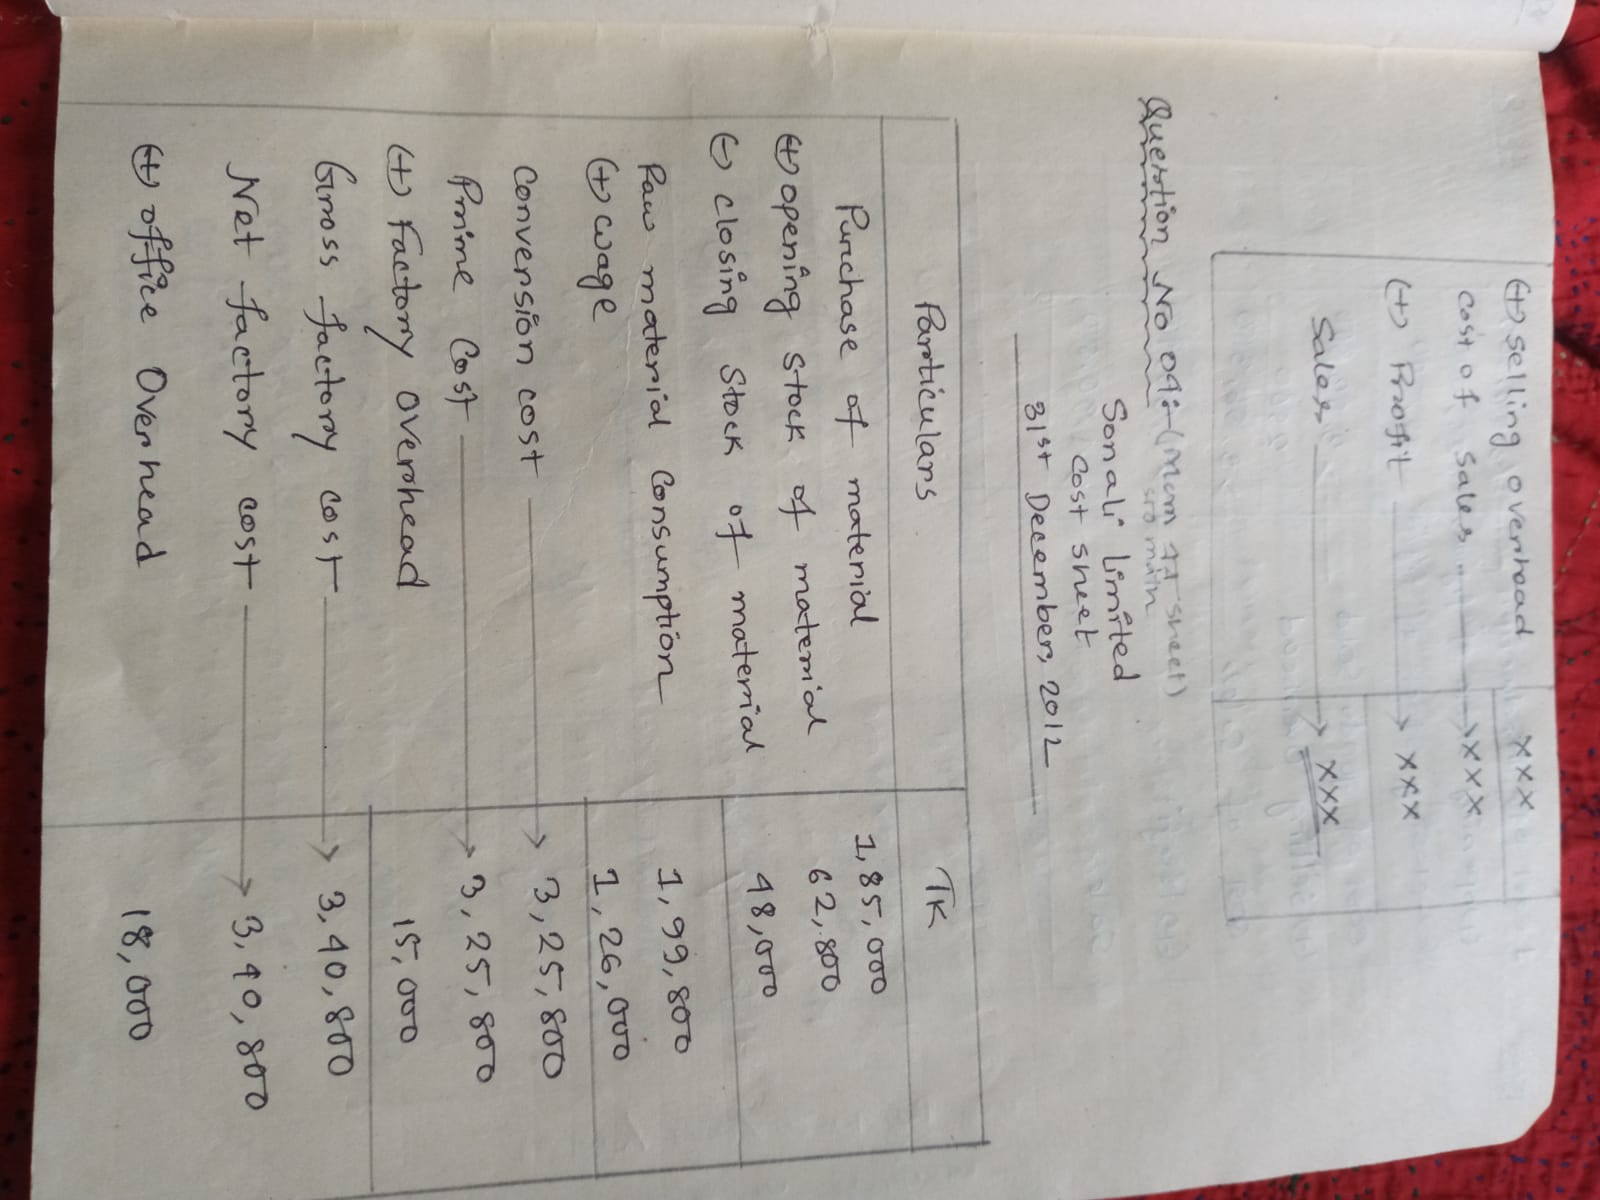 (+) selling overhead xxx
cost of sales xxx
(+) Profit xxx
Sales xxx
Question No 04:- (Mam sheet)
Sonali limited
cost sheet
31st December, 2012
Particulars TK
Purchase of material 1,85,000
(+) opening stock of material 62,800
(-) closing stock of material 48,000
Raw material Consumption 1,99,800
(+) wage 1,26,000
Conversion cost 3,25,800
Prime Cost 3,25,800
(+) Factory overhead 15,000
Gross factory cost 3,40,800
Net factory cost 3,40,800
(+) office Overhead 18,000